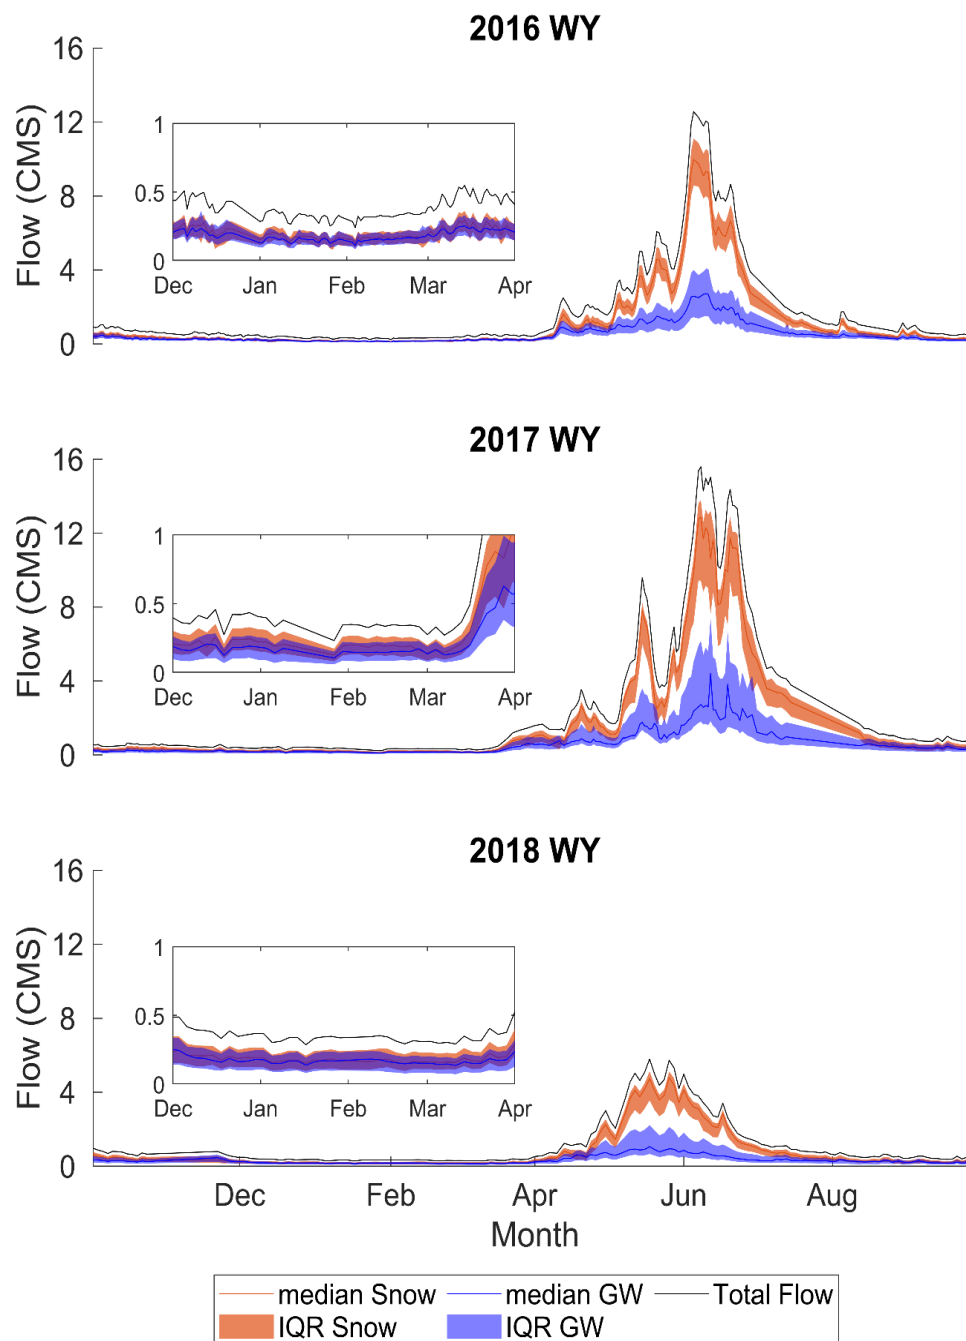 2016 WY
16
12
8
4
0
Flow (CMS)
1
0.5
0
Dec Jan Feb Mar Apr
2017 WY
16
12
8
4
0
Flow (CMS)
1
0.5
0
Dec Jan Feb Mar Apr
2018 WY
16
12
8
4
0
Flow (CMS)
1
0.5
0
Dec Jan Feb Mar Apr
Dec Feb Apr Jun Aug
Month
median Snow median GW Total Flow
IQR Snow IQR GW